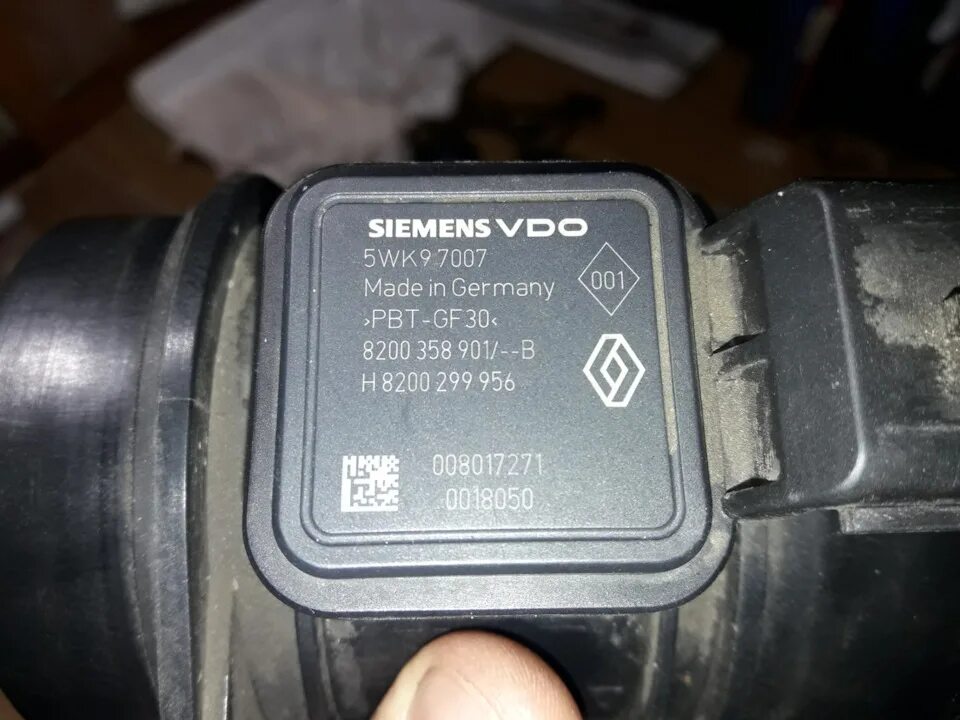 SIEMENS VDO
5WK9 7007
001
Made in Germany
>PBT-GF30<
8200 358 901/--B
H 8200 299 956
008017271
0018050